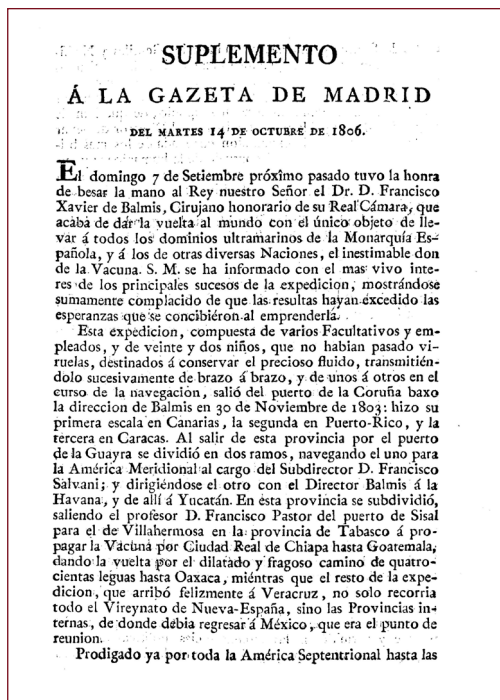 SUPLEMENTO
Á LA GAZETA DE MADRID
DEL MARTES 14 DE OCTUBRE DE 1806.
El domingo 7 de Setiembre próximo pasado tuvo la honra
de besar la mano al Rey nuestro Señor el Dr. D. Francisco
Xavier de Balmis, Cirujano honorario de su Real Cámara, que
acaba de dar la vuelta al mundo con el único objeto de lle-
var á todos los dominios ultramarinos de la Monarquía Es-
pañola, y á los de otras diversas Naciones, el inestimable don
de la Vacuna. S. M. se ha informado con el mas vivo inte-
res de los principales sucesos de la expedicion, mostrándose
sumamente complacido de que las resultas hayan excedido las
esperanzas que se concibiéron al emprenderla.
Esta expedicion, compuesta de varios Facultativos y em-
pleados, y de veinte y dos niños, que no habian pasado vi-
ruelas, destinados á conservar el precioso fluido, transmitién-
dolo sucesivamente de brazo á brazo, y de unos á otros en el
curso de la navegación, salió del puerto de la Coruña baxo
la direccion de Balmis en 30 de Noviembre de 1803: hizo su
primera escala en Canarias, la segunda en Puerto-Rico, y la
tercera en Caracas. Al salir de esta provincia por el puerto
de la Guayra se dividió en dos ramos, navegando el uno para
la América Meridional al cargo del Subdirector D. Francisco
Salvani; y dirigiéndose el otro con el Director Balmis á la
Havana, y de allí á Yucatán. En esta provincia se subdividió,
saliendo el profesor D. Francisco Pastor del puerto de Sisal
para el de Villahermosa en la provincia de Tabasco á pro-
pagar la Vacuna por Ciudad Real de Chiapa hasta Goatemala,
dando la vuelta por el dilatado y fragoso camino de quatro-
cientas leguas hasta Oaxaca, miéntras que el resto de la expe-
dicion, que arribó felizmente á Veracruz, no solo recorria
todo el Vireynato de Nueva-España, sino las Provincias in-
ternas, de donde debia regresar á México, que era el punto de
reunion.
Prodigado ya por toda la América Septentrional hasta las